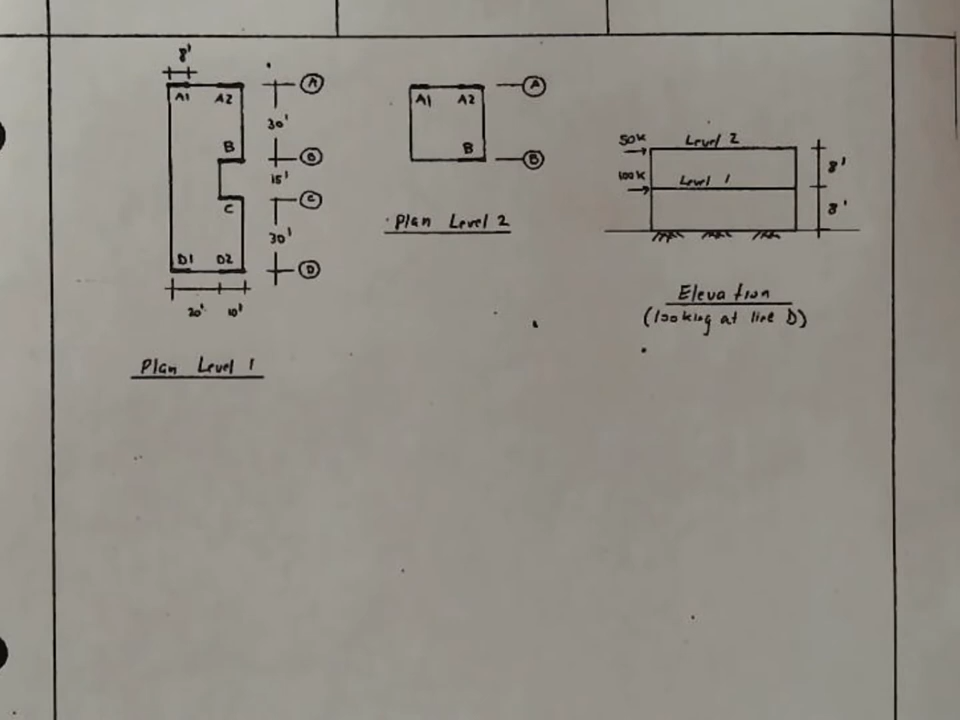 8'
A1 A2
B
C
D1 D2
20' 10'
A
30'
B
15'
C
30'
D
Plan Level 1
A1 A2
B
A
B
Plan Level 2
50k Level 2
100k Level 1
8'
8'
Elevation
(looking at line D)